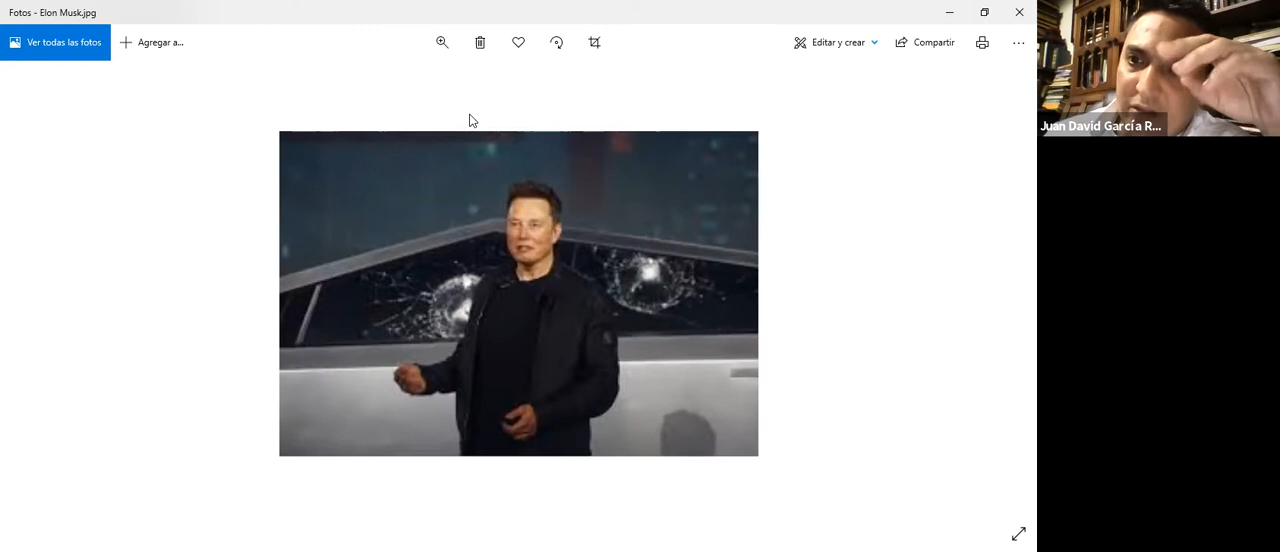 Fotos - Elon Musk.jpg
Ver todas las fotos
Agregar a...
Editar y crear
Compartir
Juan David García R...